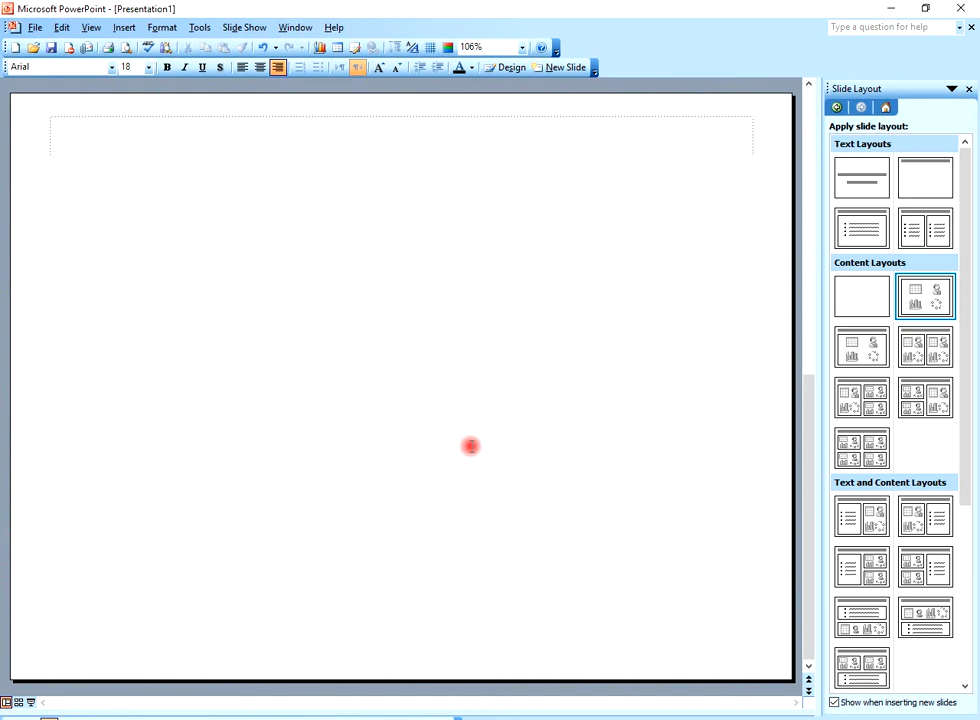 Microsoft PowerPoint - [Presentation1]
File Edit View Insert Format Tools Slide Show Window Help
Type a question for help
106%
Arial 18 B I U S A A A Design New Slide
Slide Layout
Apply slide layout:
Text Layouts
Content Layouts
Text and Content Layouts
Show when inserting new slides